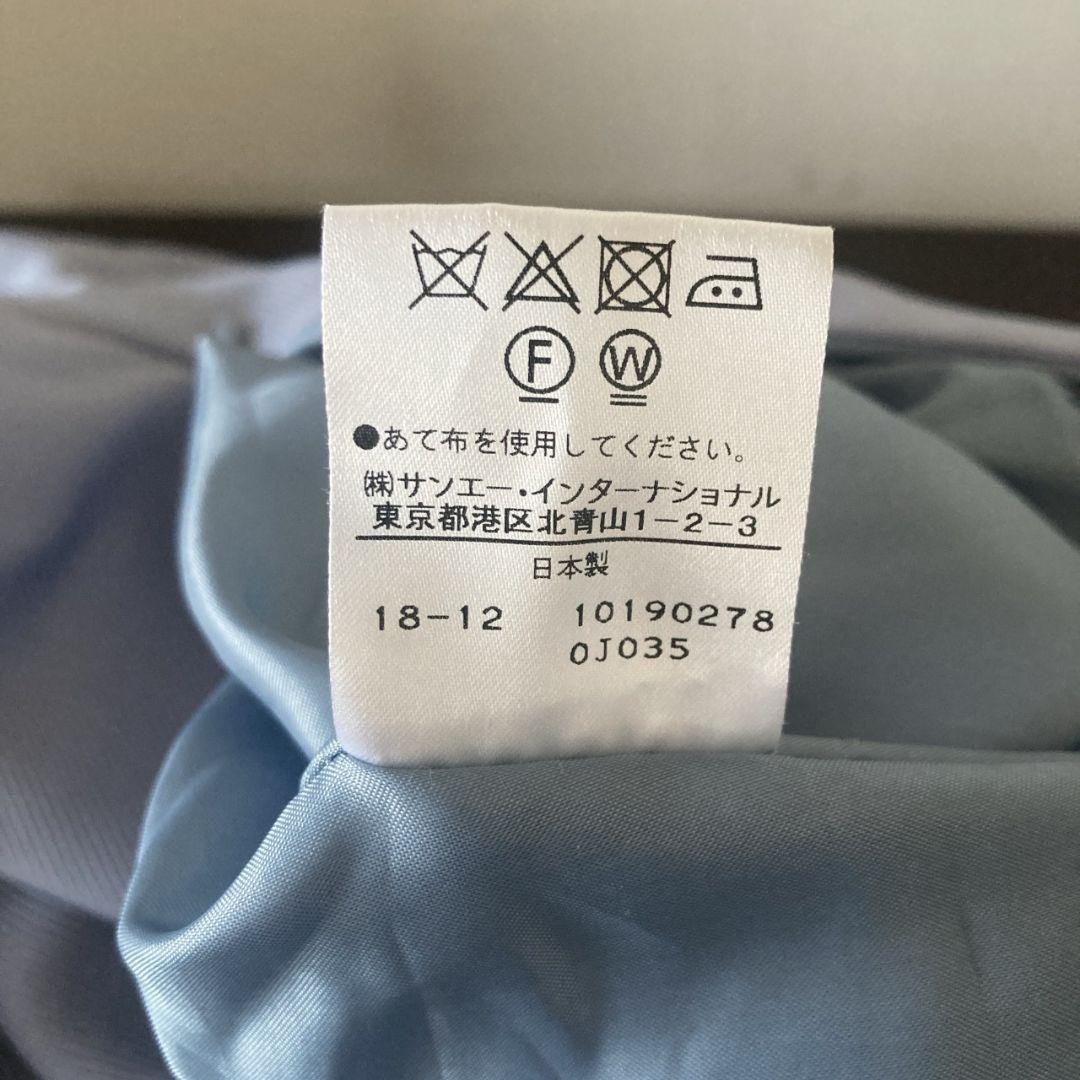 F W
●あて布を使用してください。
㈱サンエー・インターナショナル
東京都港区北青山1-2-3
日本製
18-12 10190278
0J035